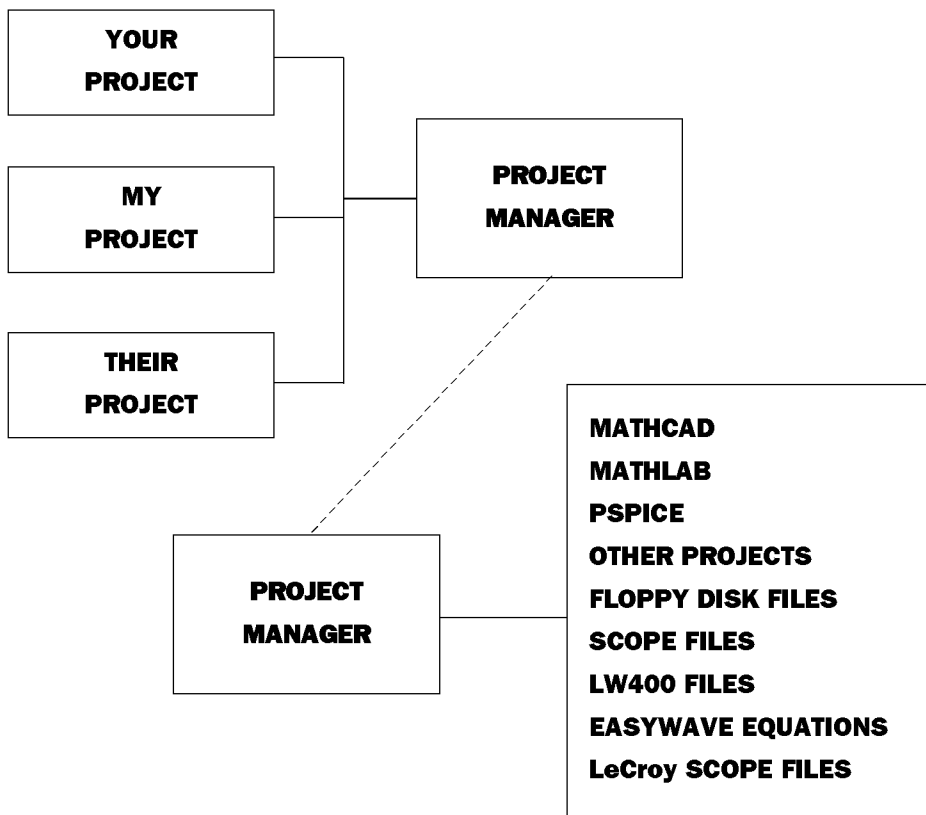 YOUR
PROJECT
MY
PROJECT
THEIR
PROJECT
PROJECT
MANAGER
PROJECT
MANAGER
MATHCAD
MATHLAB
PSPICE
OTHER PROJECTS
FLOPPY DISK FILES
SCOPE FILES
LW400 FILES
EASYWAVE EQUATIONS
LeCroy SCOPE FILES